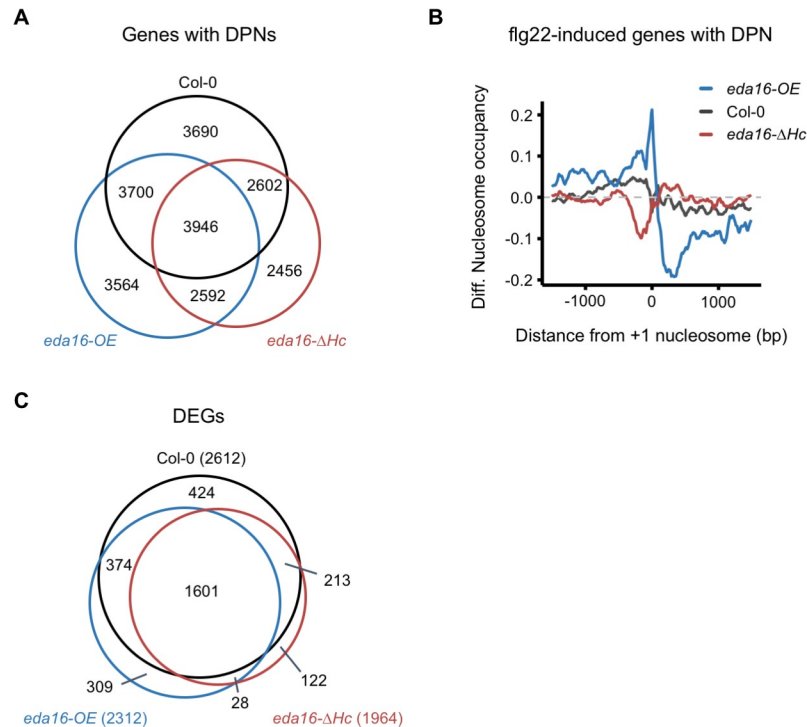 A
Genes with DPNs
Col-0
3690
3700
2602
3946
3564
2592
2456
eda16-OE
eda16-ΔHc
B
flg22-induced genes with DPN
eda16-OE
Col-0
eda16-ΔHc
Diff. Nucleosome occupancy
0.2
0.1
0.0
-0.1
-0.2
-1000
0
1000
Distance from +1 nucleosome (bp)
C
DEGs
Col-0 (2612)
424
374
1601
213
309
28
122
eda16-OE (2312)
eda16-ΔHc (1964)